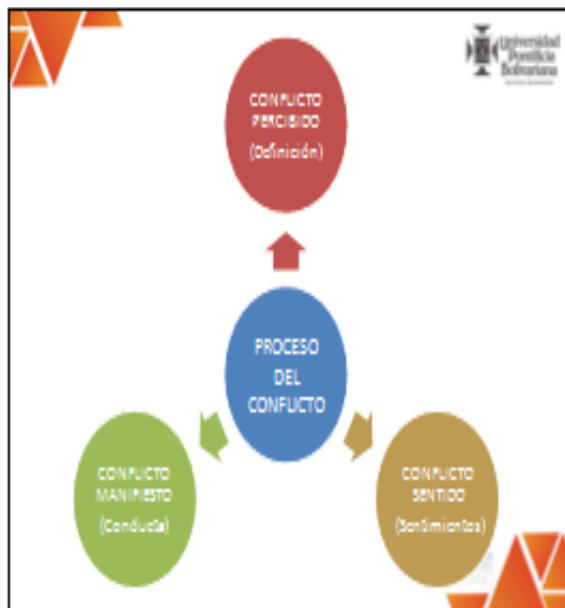 Universidad
Pontificia
Bolivariana
CONFLICTO
PERCIBIDO
(Definición)
PROCESO
DEL
CONFLICTO
CONFLICTO
MANIFIESTO
(Conducta)
CONFLICTO
SENTIDO
(Sentimientos)